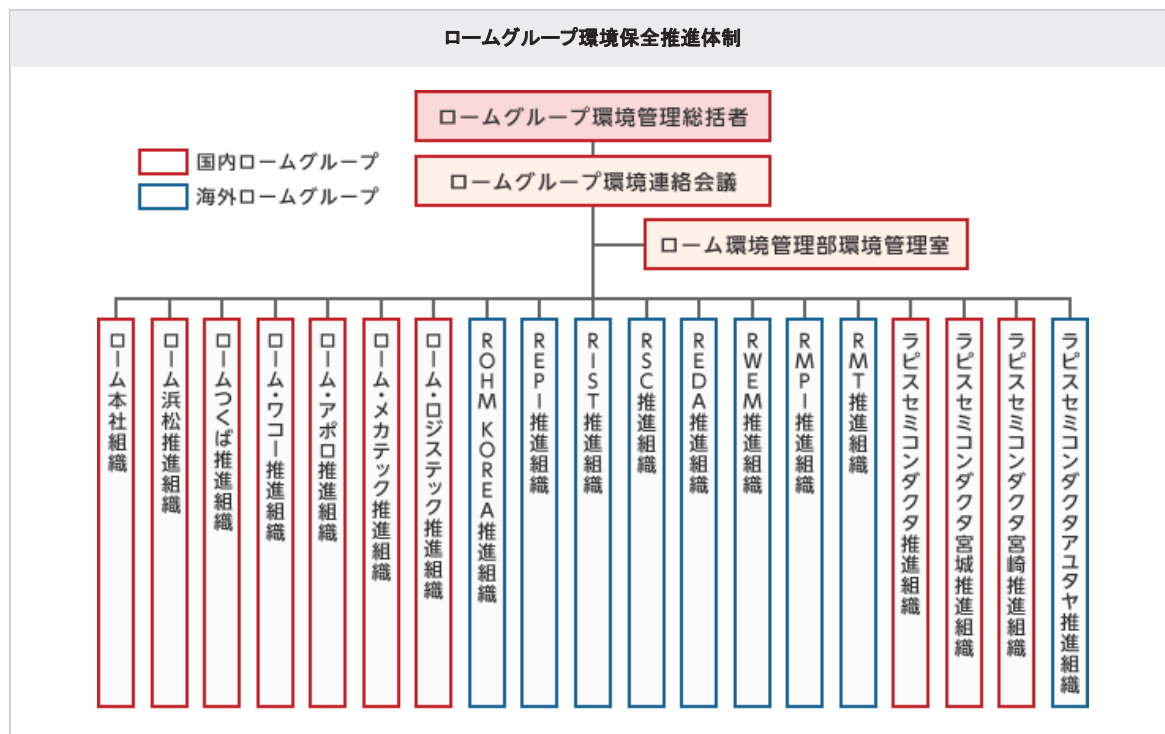 ロームグループ環境保全推進体制
ロームグループ環境管理総括者
国内ロームグループ
海外ロームグループ
ロームグループ環境連絡会議
ローム環境管理部環境管理室
ローム本社組織
ローム浜松推進組織
ロームつくば推進組織
ローム・ワコー推進組織
ローム・アポロ推進組織
ローム・メカテック推進組織
ローム・ロジステック推進組織
ROHM KOREA推進組織
REPI推進組織
RIST推進組織
RSC推進組織
REDA推進組織
RWEM推進組織
RMPI推進組織
RMT推進組織
ラピスセミコンダクタ推進組織
ラピスセミコンダクタ宮城推進組織
ラピスセミコンダクタ宮崎推進組織
ラピスセミコンダクタアユタヤ推進組織